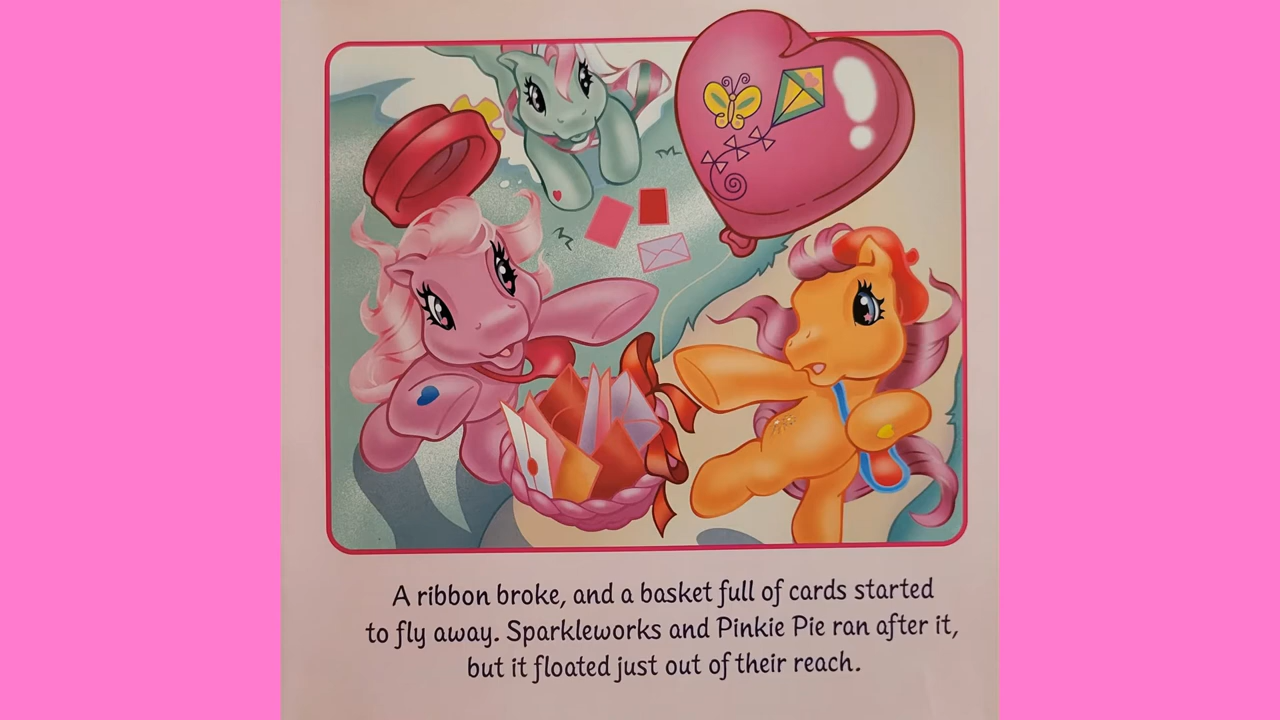 A ribbon broke, and a basket full of cards started
to fly away. Sparkleworks and Pinkie Pie ran after it,
but it floated just out of their reach.